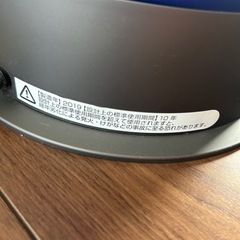 【製造年】2019【設計上の標準使用期間】10年
設計上の標準使用期間を超えて使用されますと、
経年劣化による発火・けがなどの事故に至る恐れがあります。